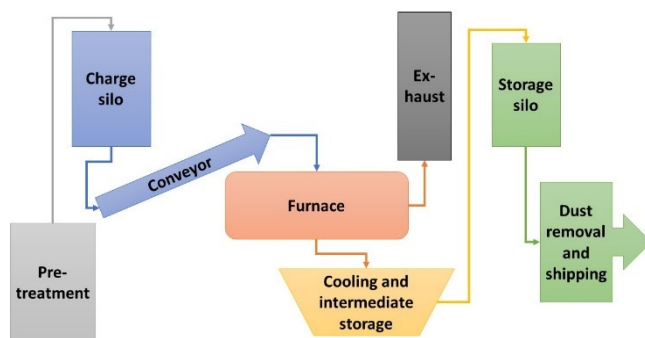 Charge
silo
Conveyor
Ex-
haust
Storage
silo
Furnace
Pre-
treatment
Cooling and
intermediate
storage
Dust
removal
and
shipping